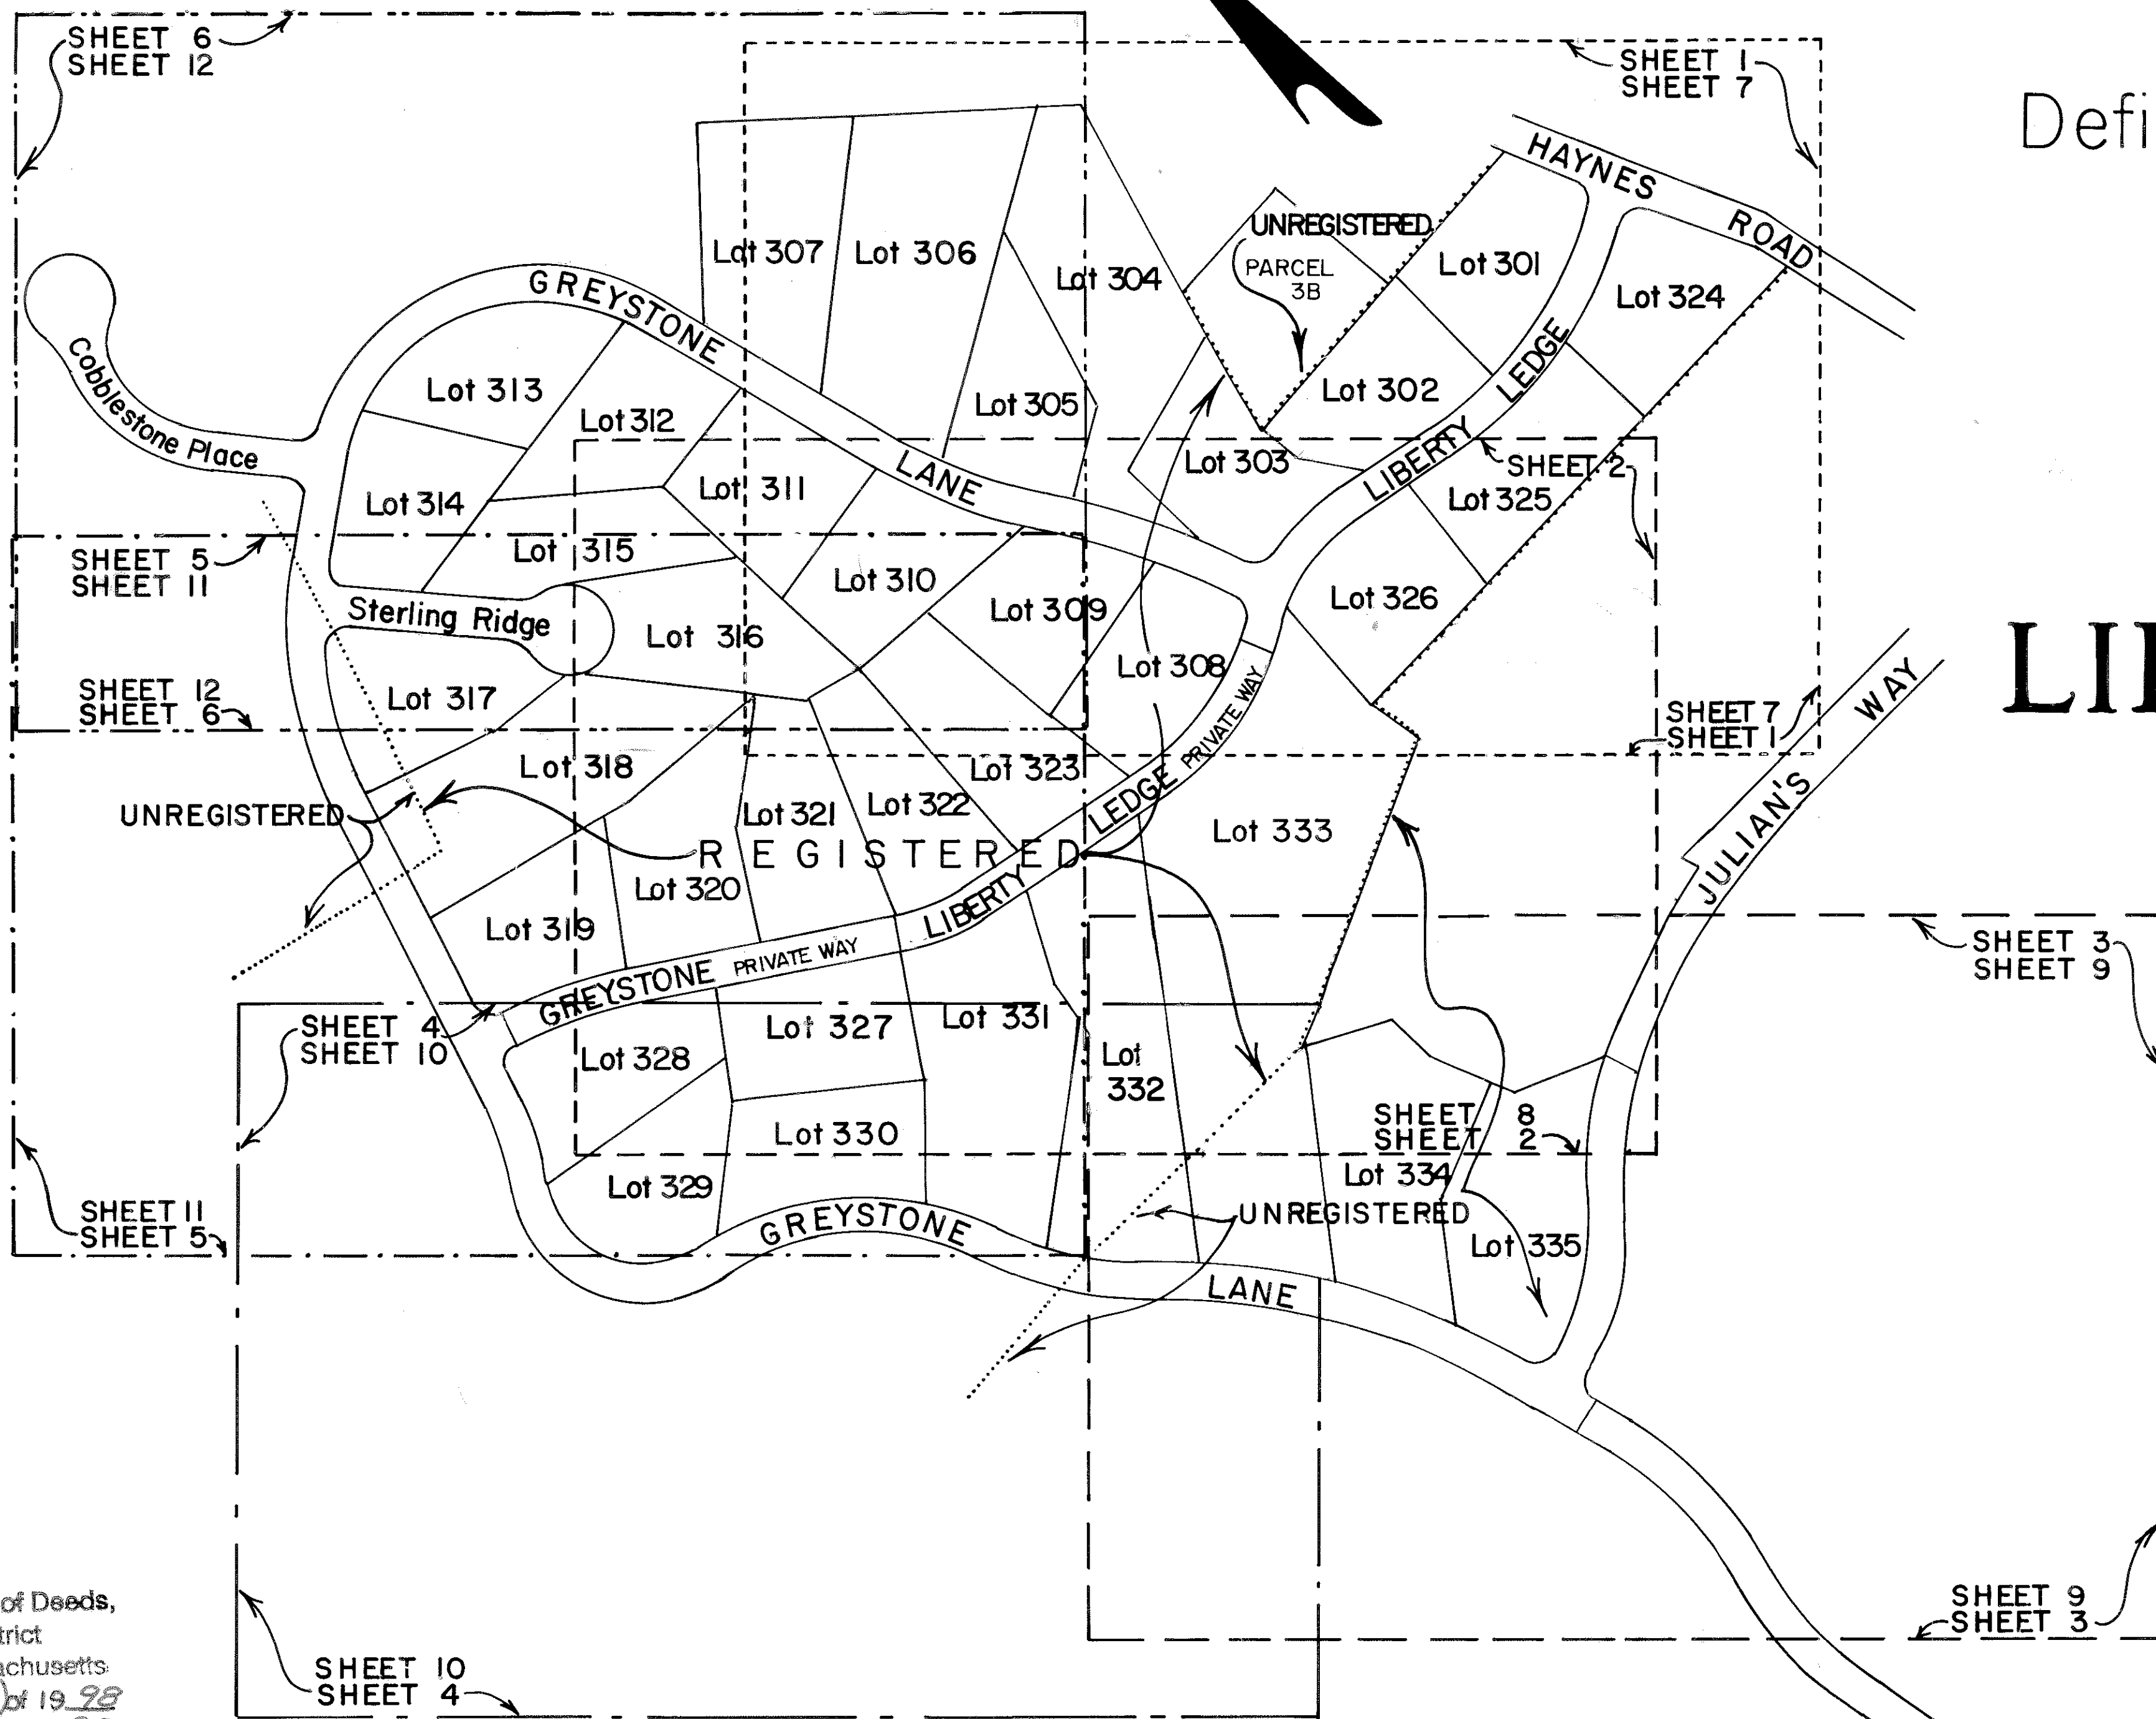 SHEET 6
SHEET 12
SHEET 1
SHEET 7
Defi
HAYNES ROAD
UNREGISTERED
PARCEL
3B
Lot 307
Lot 306
Lot 304
Lot 301
Lot 324
GREYSTONE LANE
Cobblestone Place
Lot 313
Lot 312
Lot 305
Lot 302
LIBERTY LEDGE
Lot 303
SHEET 2
Lot 311
Lot 325
Lot 314
SHEET 5
SHEET 11
Lot 315
Lot 310
Lot 309
Lot 326
Sterling Ridge
Lot 316
Lot 308
PRIVATE WAY
LIB
SHEET 12
SHEET 6
Lot 317
SHEET 7
SHEET 1
JULIAN'S WAY
Lot 318
Lot 323
Lot 321
Lot 322
UNREGISTERED
Lot 333
REGISTERED
Lot 320
LIBERTY LEDGE
Lot 319
GREYSTONE PRIVATE WAY
SHEET 3
SHEET 9
SHEET 4
SHEET 10
Lot 328
Lot 327
Lot 331
Lot
332
SHEET 8
SHEET 2
Lot 330
Lot 329
Lot 334
UNREGISTERED
SHEET 11
SHEET 5
GREYSTONE LANE
Lot 335
of Deeds,
trict
achusetts
of 19 98
SHEET 10
SHEET 4
SHEET 9
SHEET 3